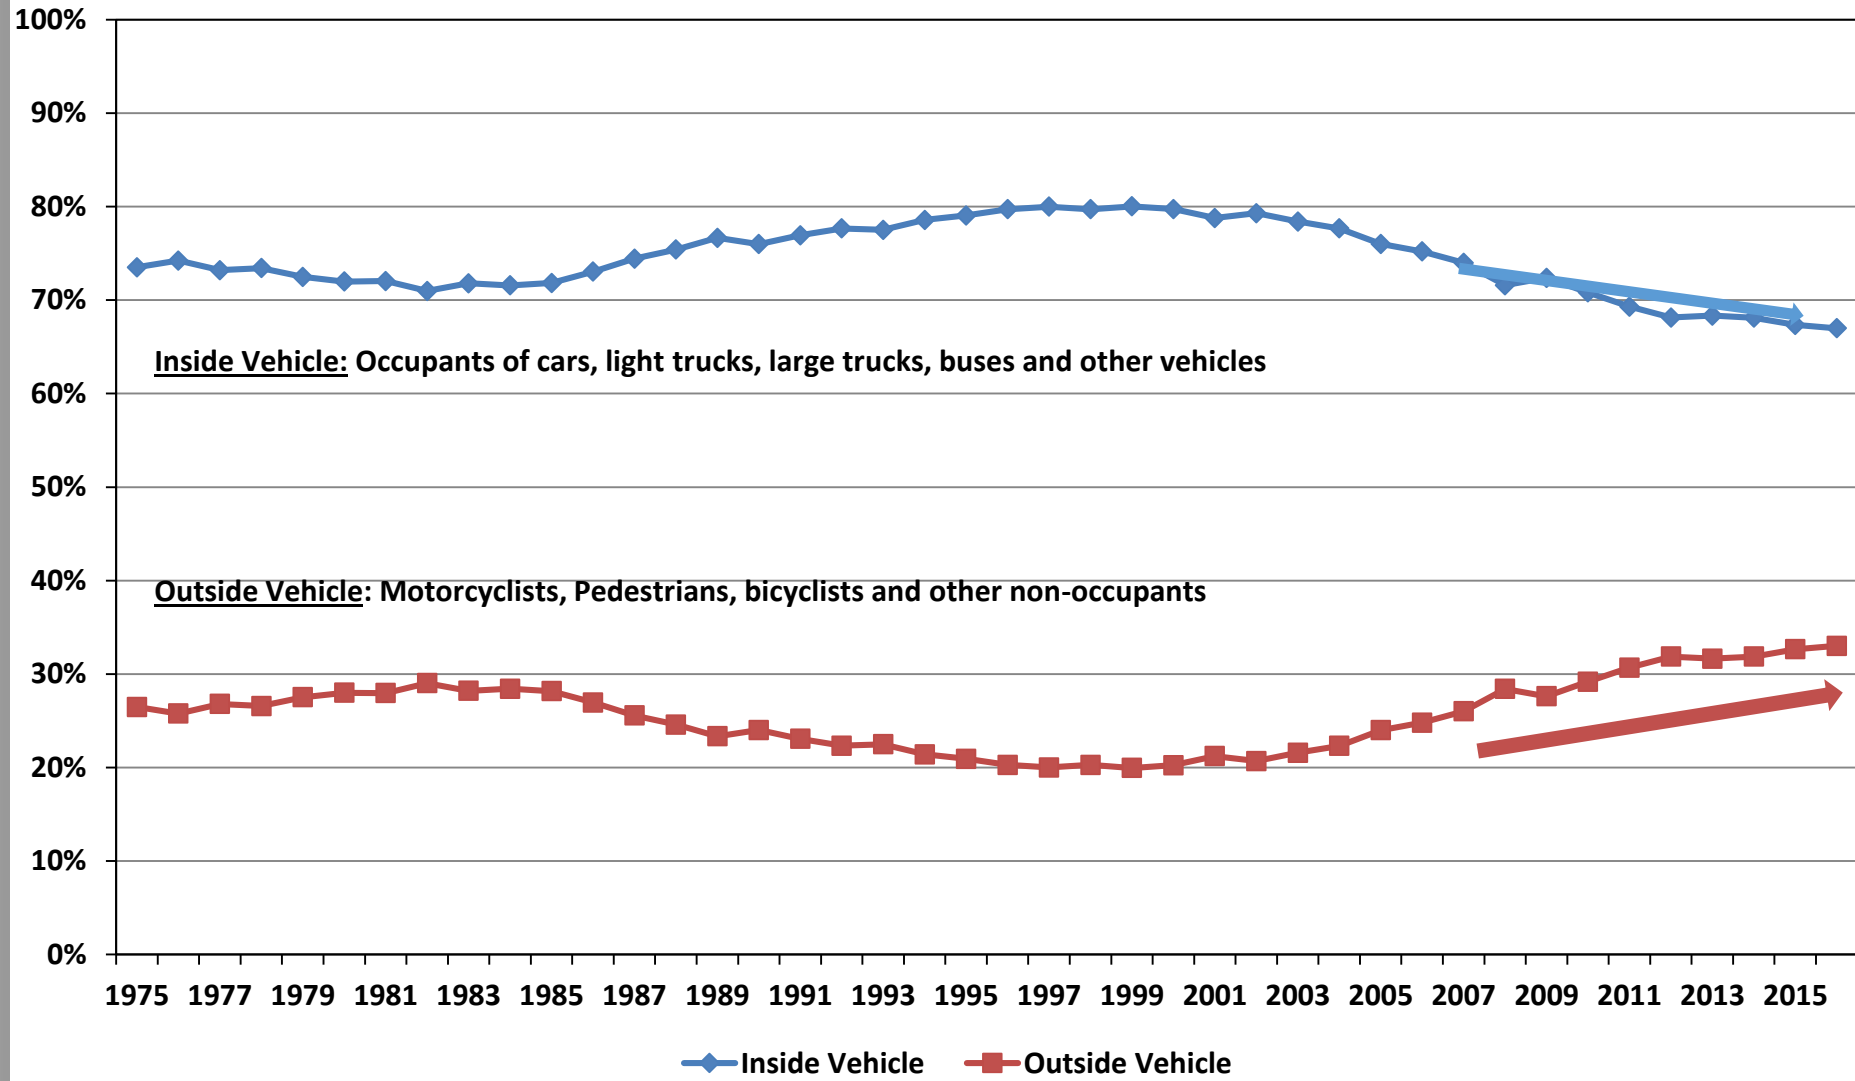 100%
90%
80%
70%
Inside Vehicle: Occupants of cars, light trucks, large trucks, buses and other vehicles
60%
50%
40%
Outside Vehicle: Motorcyclists, Pedestrians, bicyclists and other non-occupants
30%
20%
10%
0%
1975 1977 1979 1981 1983 1985 1987 1989 1991 1993 1995 1997 1999 2001 2003 2005 2007 2009 2011 2013 2015
Inside Vehicle Outside Vehicle